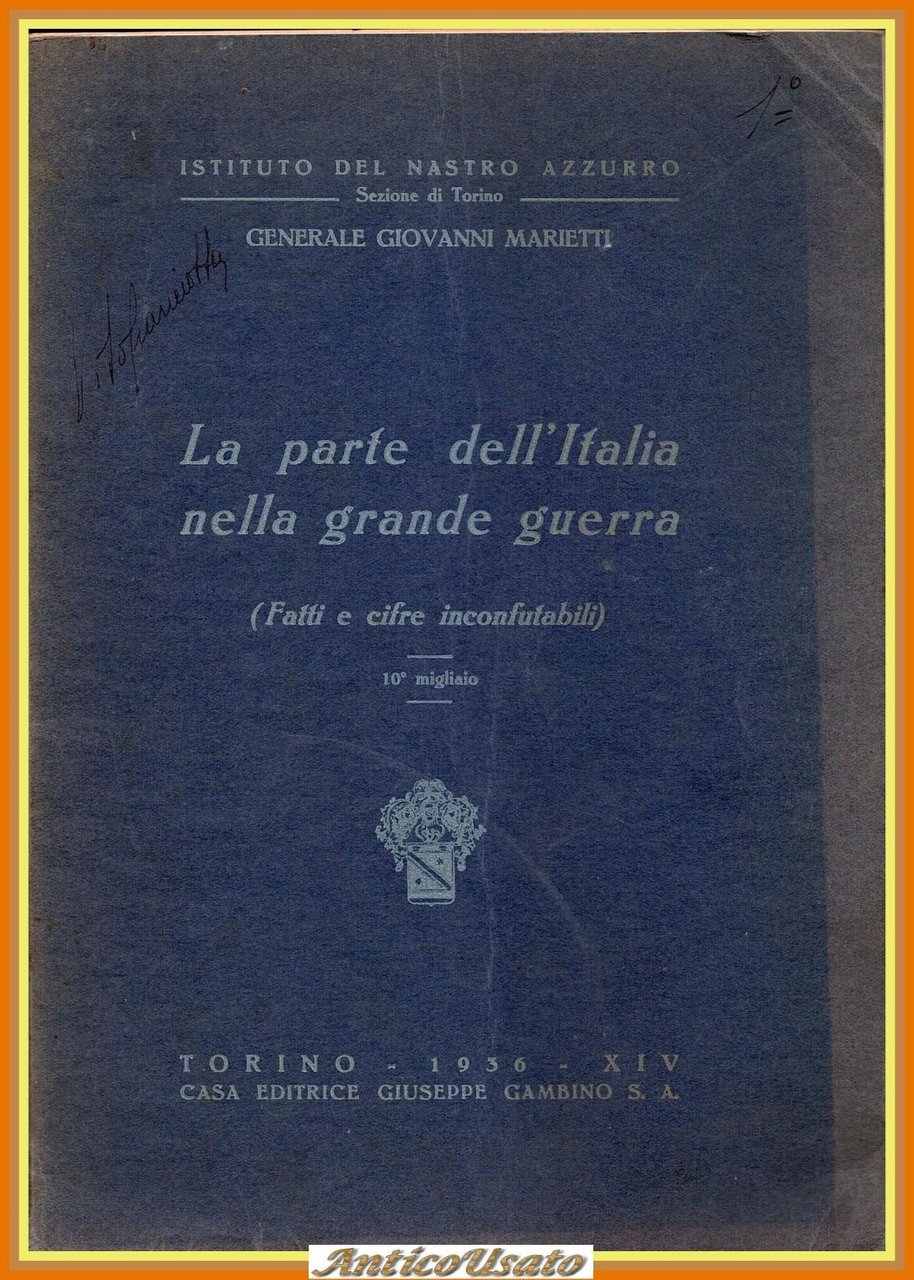 1º
ISTITUTO DEL NASTRO AZZURRO
Sezione di Torino
GENERALE GIOVANNI MARIETTI
La parte dell'Italia
nella grande guerra
(Fatti e cifre inconfutabili)
10° migliaio
TORINO - 1936 - XIV
CASA EDITRICE GIUSEPPE GAMBINO S. A.
AnticoUsato